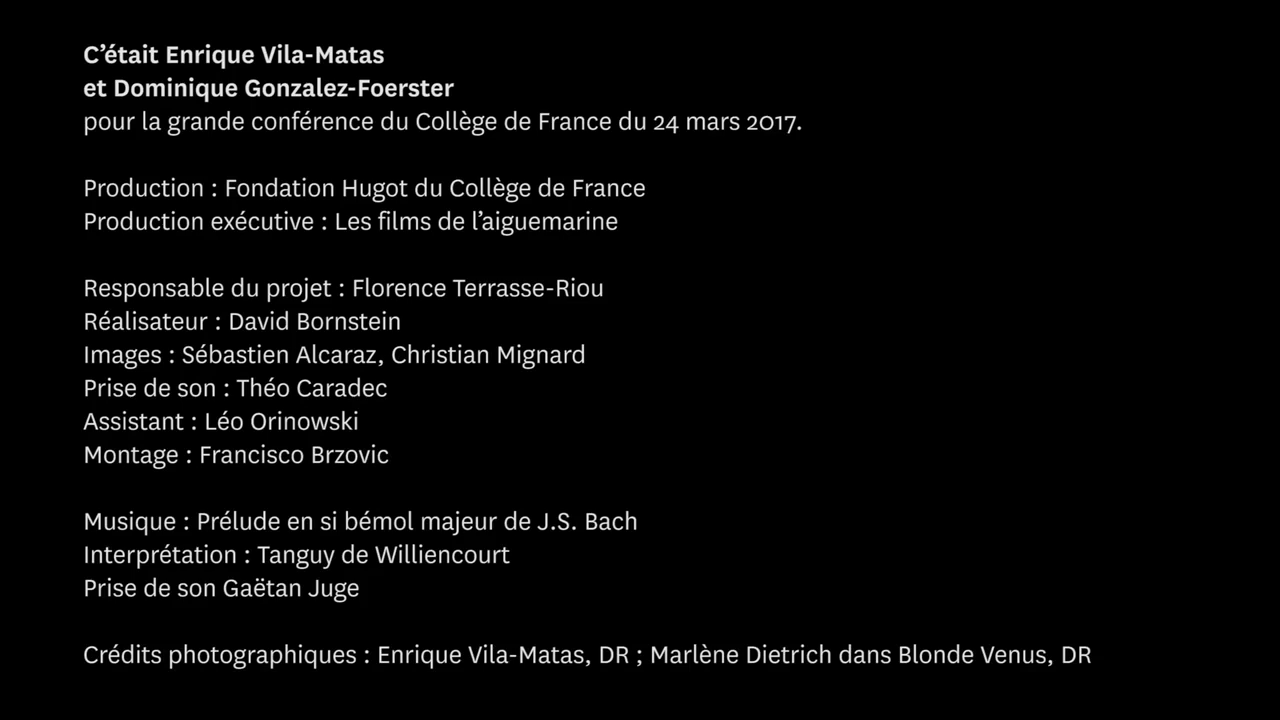 C’était Enrique Vila-Matas
et Dominique Gonzalez-Foerster
pour la grande conférence du Collège de France du 24 mars 2017.
Production : Fondation Hugot du Collège de France
Production exécutive : Les films de l’aiguemarine
Responsable du projet : Florence Terrasse-Riou
Réalisateur : David Bornstein
Images : Sébastien Alcaraz, Christian Mignard
Prise de son : Théo Caradec
Assistant : Léo Orinowski
Montage : Francisco Brzovic
Musique : Prélude en si bémol majeur de J.S. Bach
Interprétation : Tanguy de Williencourt
Prise de son Gaëtan Juge
Crédits photographiques : Enrique Vila-Matas, DR ; Marlène Dietrich dans Blonde Venus, DR